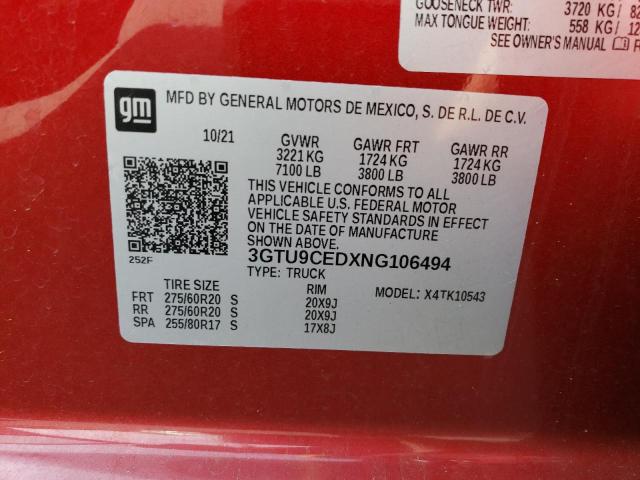 GOOSENECK TWR: 3720 KG / 82
MAX TONGUE WEIGHT: 558 KG / 12
SEE OWNER'S MANUAL
gm
MFD BY GENERAL MOTORS DE MEXICO, S. DE R.L. DE C.V.
10/21 GVWR GAWR FRT GAWR RR
3221 KG 1724 KG 1724 KG
7100 LB 3800 LB 3800 LB
THIS VEHICLE CONFORMS TO ALL
APPLICABLE U.S. FEDERAL MOTOR
VEHICLE SAFETY STANDARDS IN EFFECT
ON THE DATE OF MANUFACTURE
SHOWN ABOVE.
252F
3GTU9CEDXNG106494
TYPE: TRUCK
TIRE SIZE RIM MODEL: X4TK10543
FRT 275/60R20 S 20X9J
RR 275/60R20 S 20X9J
SPA 255/80R17 S 17X8J